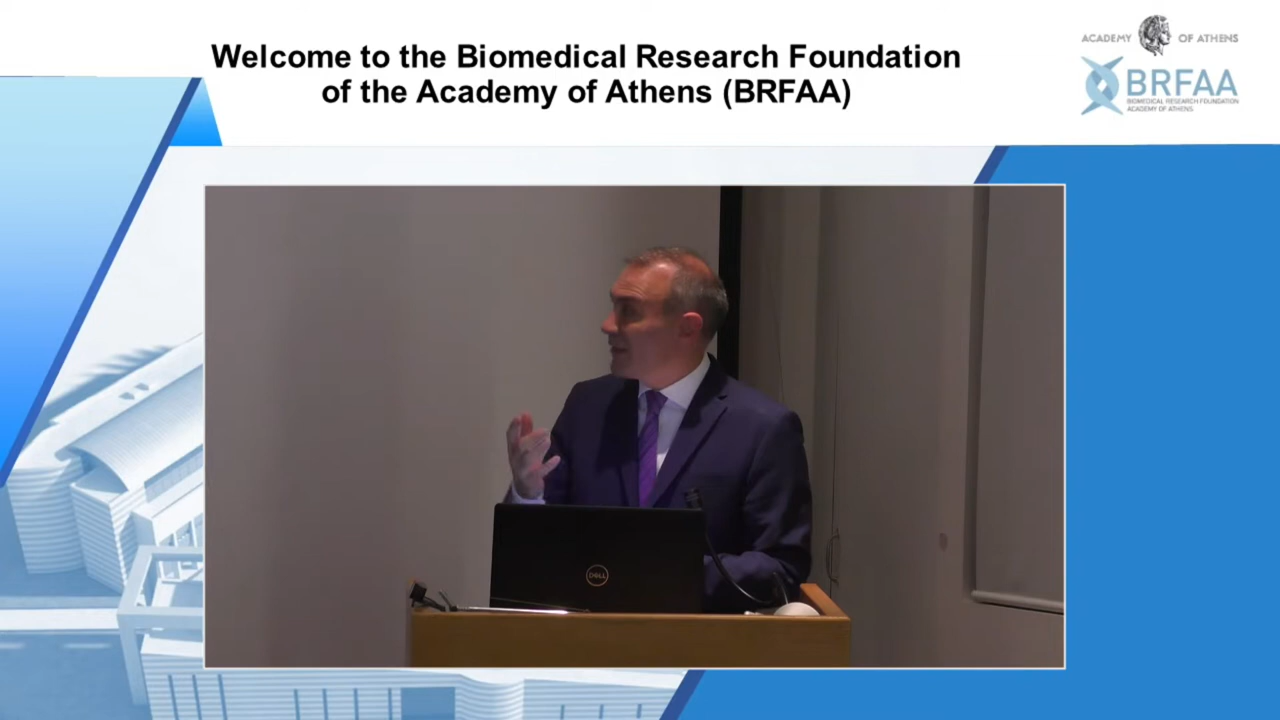 Welcome to the Biomedical Research Foundation
of the Academy of Athens (BRFAA)
ACADEMY OF ATHENS
BRFAA
BIOMEDICAL RESEARCH FOUNDATION
ACADEMY OF ATHENS
DELL